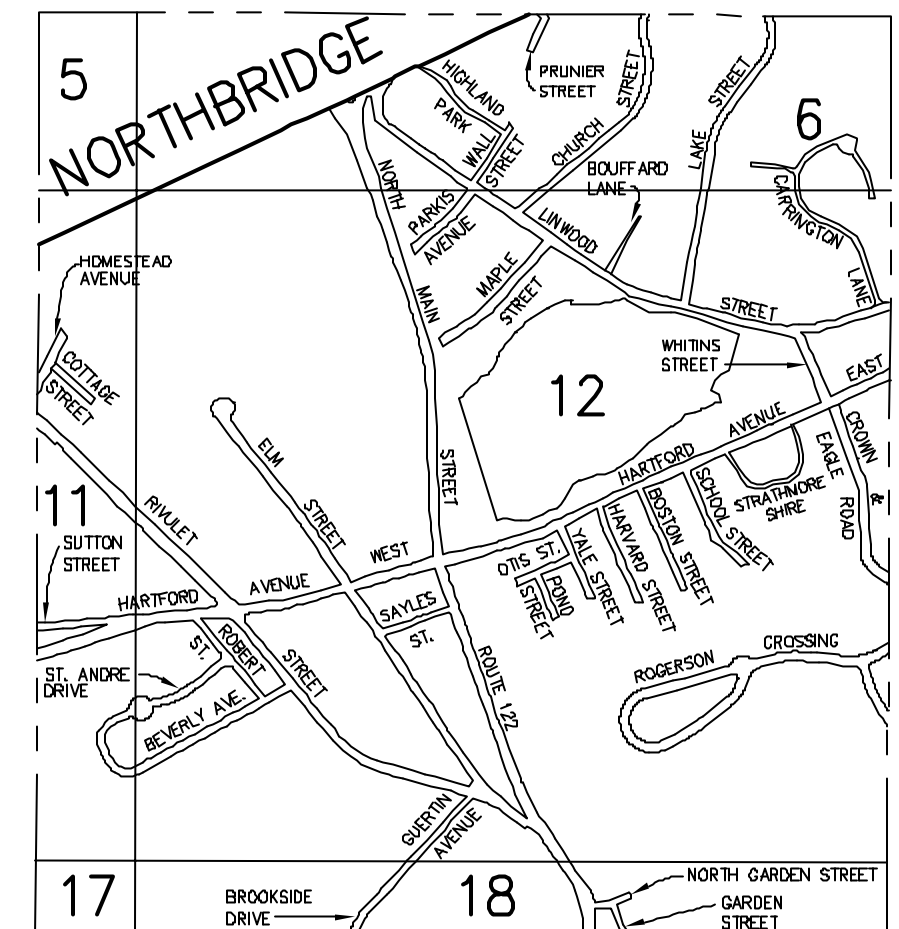 5
NORTHBRIDGE
HIGHLAND
PARK
WALL
STREET
PRUNIER
STREET
CHURCH
STREET
LAKE
STREET
6
BOUFFARD
LANE
NORTH
MAIN
STREET
PARKIS
AVENUE
LINWOOD
STREET
CARRINGTON
LANE
MAPLE
STREET
HOMESTEAD
AVENUE
COTTAGE
STREET
WHITINS
STREET
EAST
12
HARTFORD
AVENUE
CROWN
&
EAGLE
ROAD
ELM
STREET
11
RIVULET
STREET
SUTTON
STREET
HARTFORD
AVENUE
WEST
OTIS ST.
POND
STREET
YALE STREET
HARVARD STREET
BOSTON STREET
SCHOOL STREET
STRATHMORE
SHIRE
SAYLES
ST.
ROBERT
ST.
ST. ANDRE
DRIVE
BEVERLY AVE.
ROUTE 122
ROGERSON
CROSSING
GUERTIN
AVENUE
17
18
BROOKSIDE
DRIVE
NORTH GARDEN STREET
GARDEN
STREET